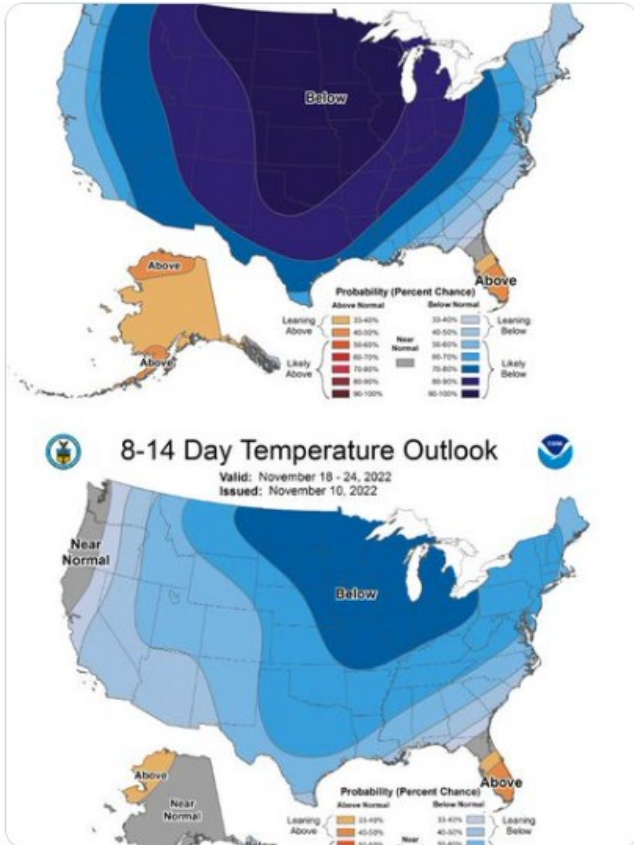 Below
Above
Above
Above
Probability (Percent Chance)
Above Normal
Below Normal
Leaning Above
33-40%
40-50%
50-60%
60-70%
70-80%
80-90%
90-100%
Likely Above
Near Normal
33-40%
40-50%
50-60%
60-70%
70-80%
80-90%
90-100%
Leaning Below
Likely Below
8-14 Day Temperature Outlook
Valid: November 18 - 24, 2022
Issued: November 10, 2022
Near
Normal
Below
Above
Near
Normal
Above
Probability (Percent Chance)
Above Normal
Below Normal
Leaning
Above
33-40%
40-50%
Near
33-40%
40-50%
Leaning
Below